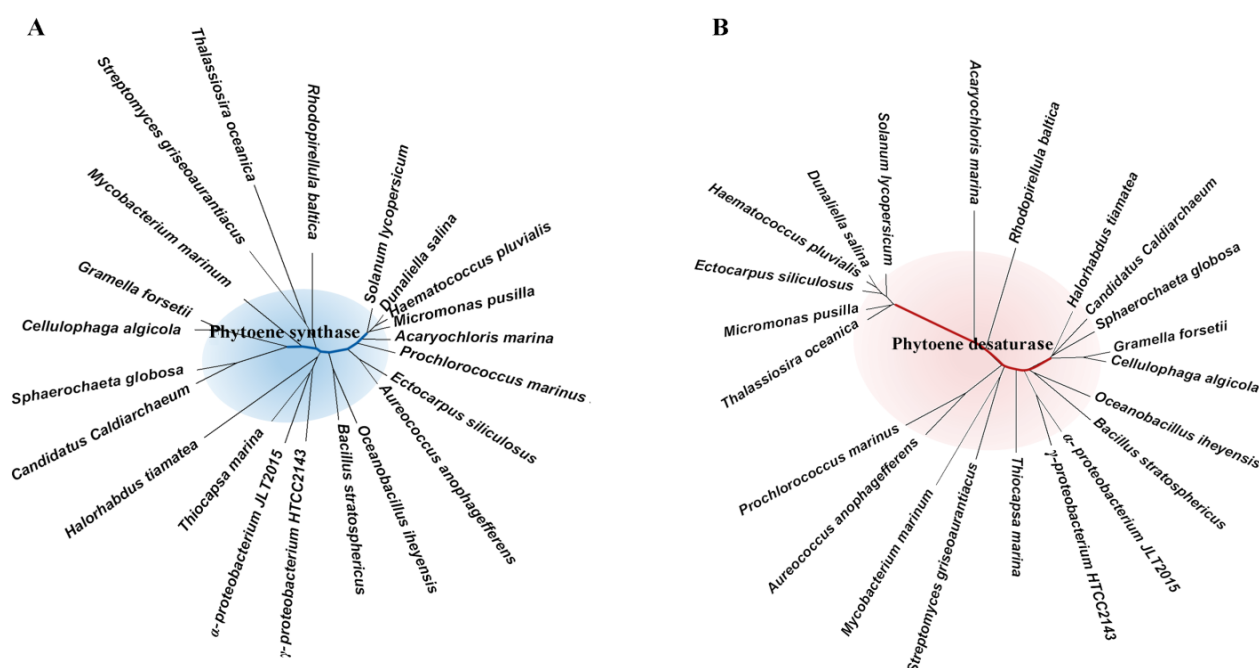 A
Thalassiosira oceanica
Streptomyces griseoaurantiacus
Rhodopirellula baltica
Mycobacterium marinum
Solanum lycopersicum
Dunaliella salina
Haematococcus pluvialis
Gramella forsetii
Micromonas pusilla
Cellulophaga algicola
Phytoene synthase
Acaryochloris marina
Prochlorococcus marinus
Sphaerochaeta globosa
Ectocarpus siliculosus
Candidatus Caldiarchaeum
Aureococcus anophagefferens
Halorhabdus tiamatea
Oceanobacillus iheyensis
Thiocapsa marina
Bacillus stratosphericus
α-proteobacterium JLT2015
γ-proteobacterium HTCC2143
B
Acaryochloris marina
Rhodopirellula baltica
Solanum lycopersicum
Dunaliella salina
Haematococcus pluvialis
Halorhabdus tiamatea
Candidatus Caldiarchaeum
Ectocarpus siliculosus
Sphaerochaeta globosa
Micromonas pusilla
Phytoene desaturase
Gramella forsetii
Thalassiosira oceanica
Cellulophaga algicola
Oceanobacillus iheyensis
Prochlorococcus marinus
Bacillus stratosphericus
Aureococcus anophagefferens
α- proteobacterium JLT2015
Mycobacterium marinum
γ-proteobacterium HTCC2143
Thiocapsa marina
Streptomyces griseoaurantiacus